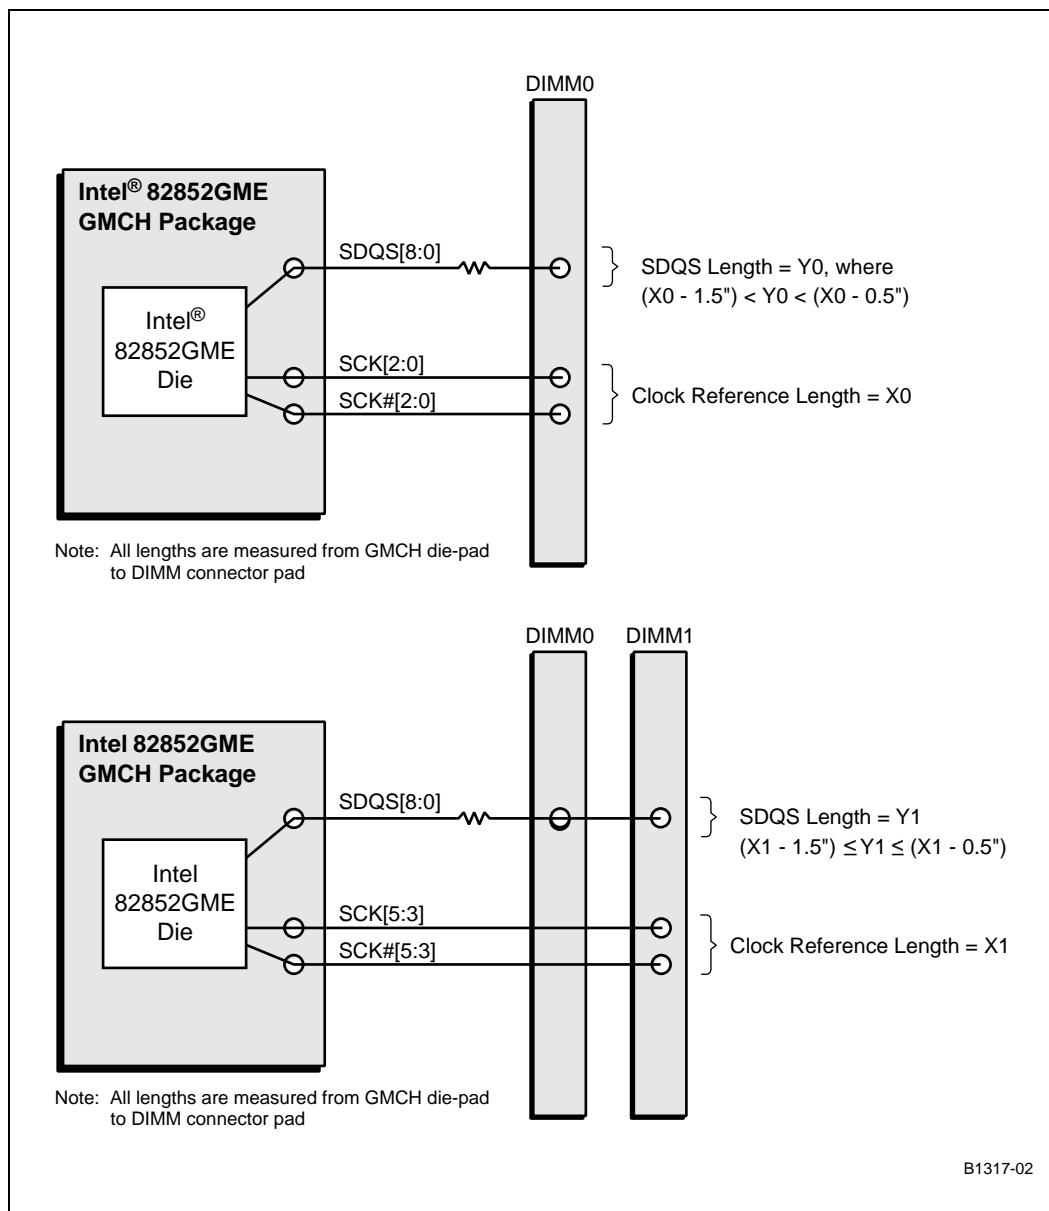 DIMM0
Intel® 82852GME
GMCH Package
SDQS[8:0]
SDQS Length = Y0, where
(X0 - 1.5") < Y0 < (X0 - 0.5")
Intel®
82852GME
Die
SCK[2:0]
SCK#[2:0]
Clock Reference Length = X0
Note: All lengths are measured from GMCH die-pad
to DIMM connector pad
DIMM0
DIMM1
Intel 82852GME
GMCH Package
SDQS[8:0]
SDQS Length = Y1
(X1 - 1.5") ≤ Y1 ≤ (X1 - 0.5")
Intel
82852GME
Die
SCK[5:3]
SCK#[5:3]
Clock Reference Length = X1
Note: All lengths are measured from GMCH die-pad
to DIMM connector pad
B1317-02